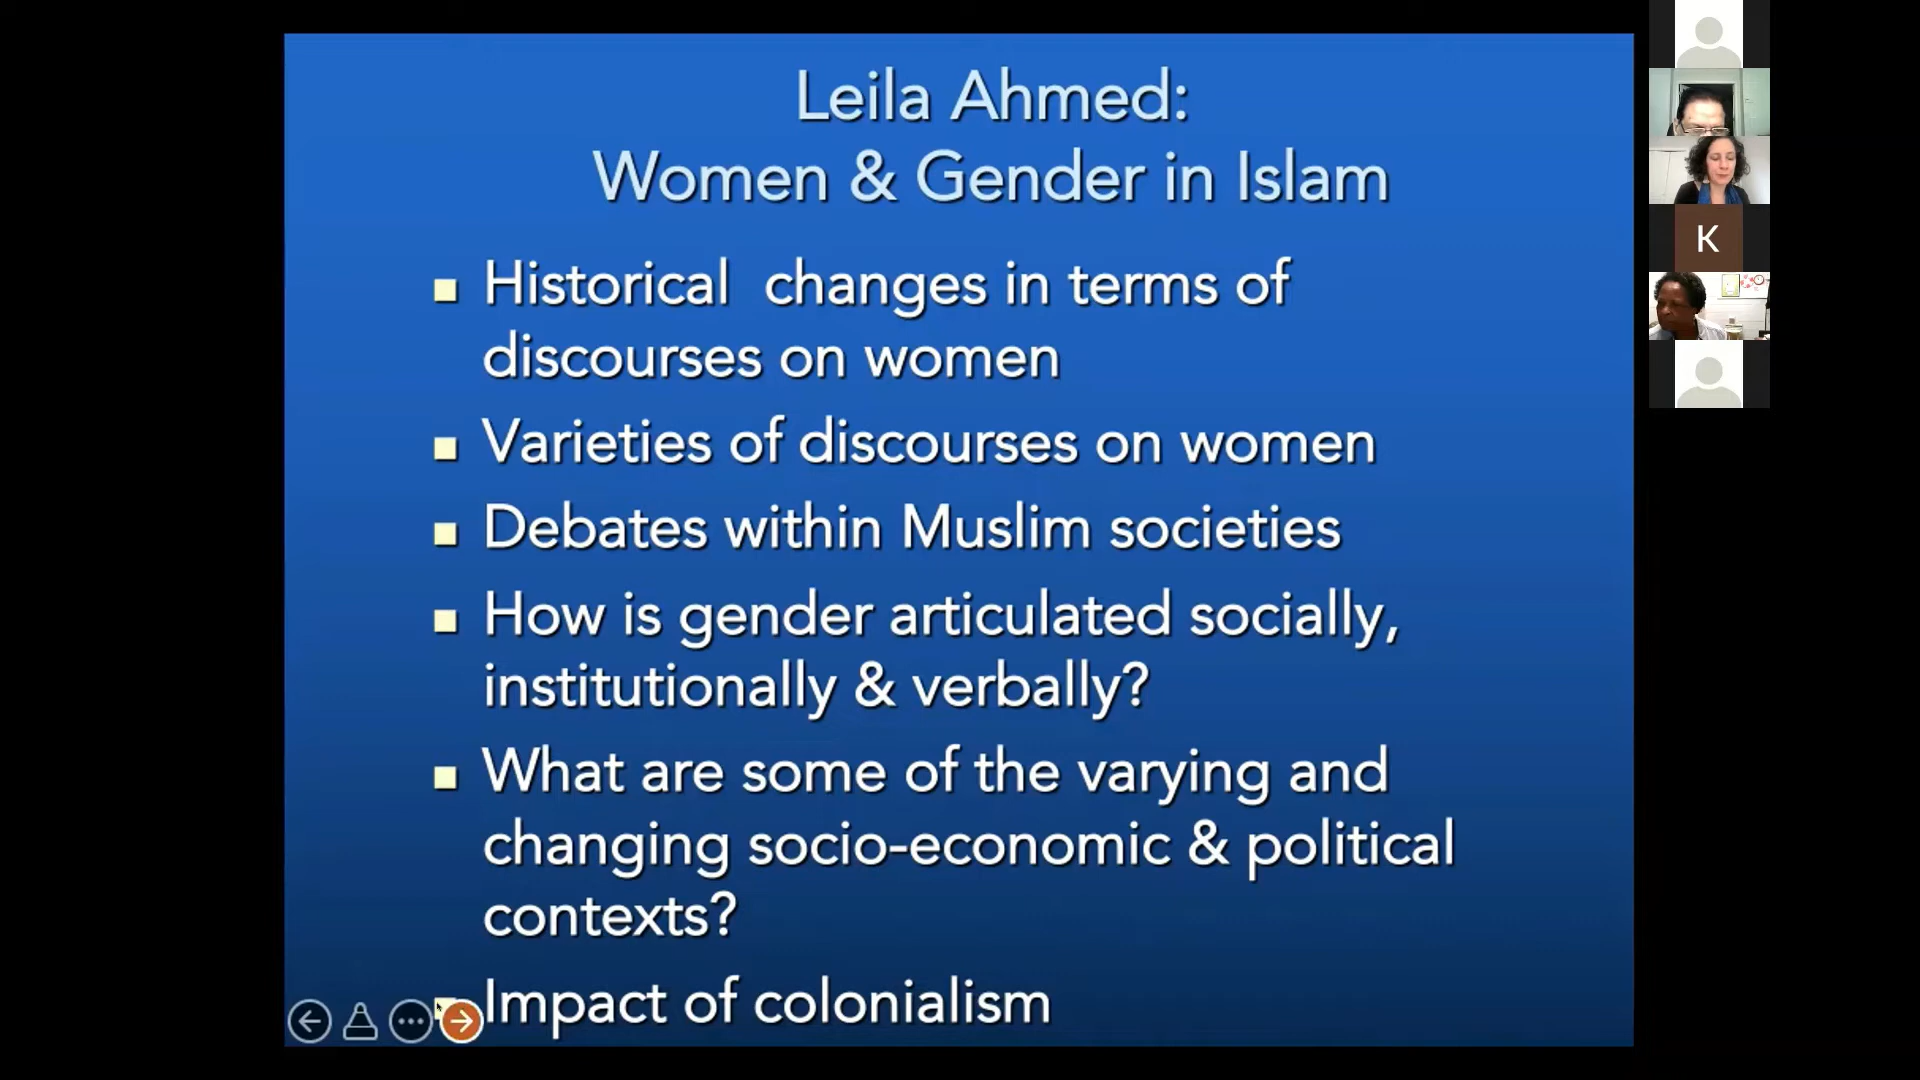 Leila Ahmed:
Women & Gender in Islam
Historical changes in terms of
discourses on women
Varieties of discourses on women
Debates within Muslim societies
How is gender articulated socially,
institutionally & verbally?
What are some of the varying and
changing socio-economic & political
contexts?
Impact of colonialism
K